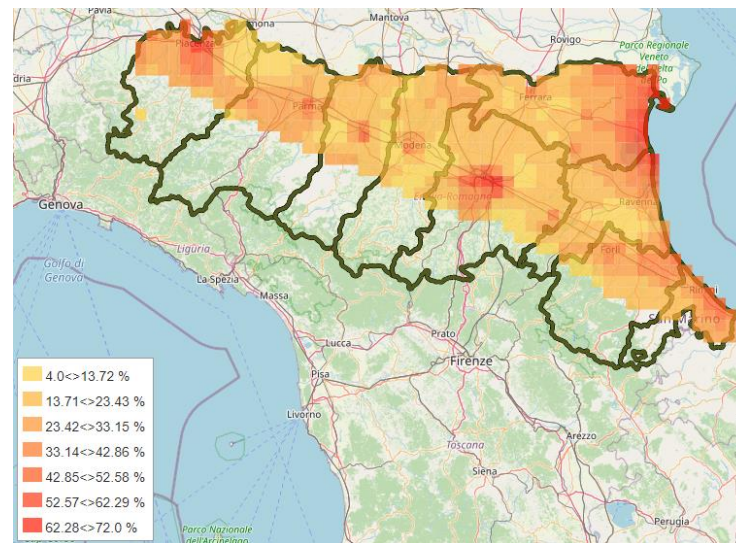 Pavia
Mantova
Rovigo
Parco Regionale
Veneto
del Delta
del Po
Piacenza
Parma
Ferrara
Modena
Genova
Ravenna
Forlì
Liguria
Golfo di
Genova
La Spezia
Massa
Rimini
San Marino
Prato
Lucca
Firenze
Pisa
Livorno
Toscana
Arezzo
Siena
Perugia
Parco Nazionale
dell'Arcipelago
4.0<>13.72 %
13.71<>23.43 %
23.42<>33.15 %
33.14<>42.86 %
42.85<>52.58 %
52.57<>62.29 %
62.28<>72.0 %